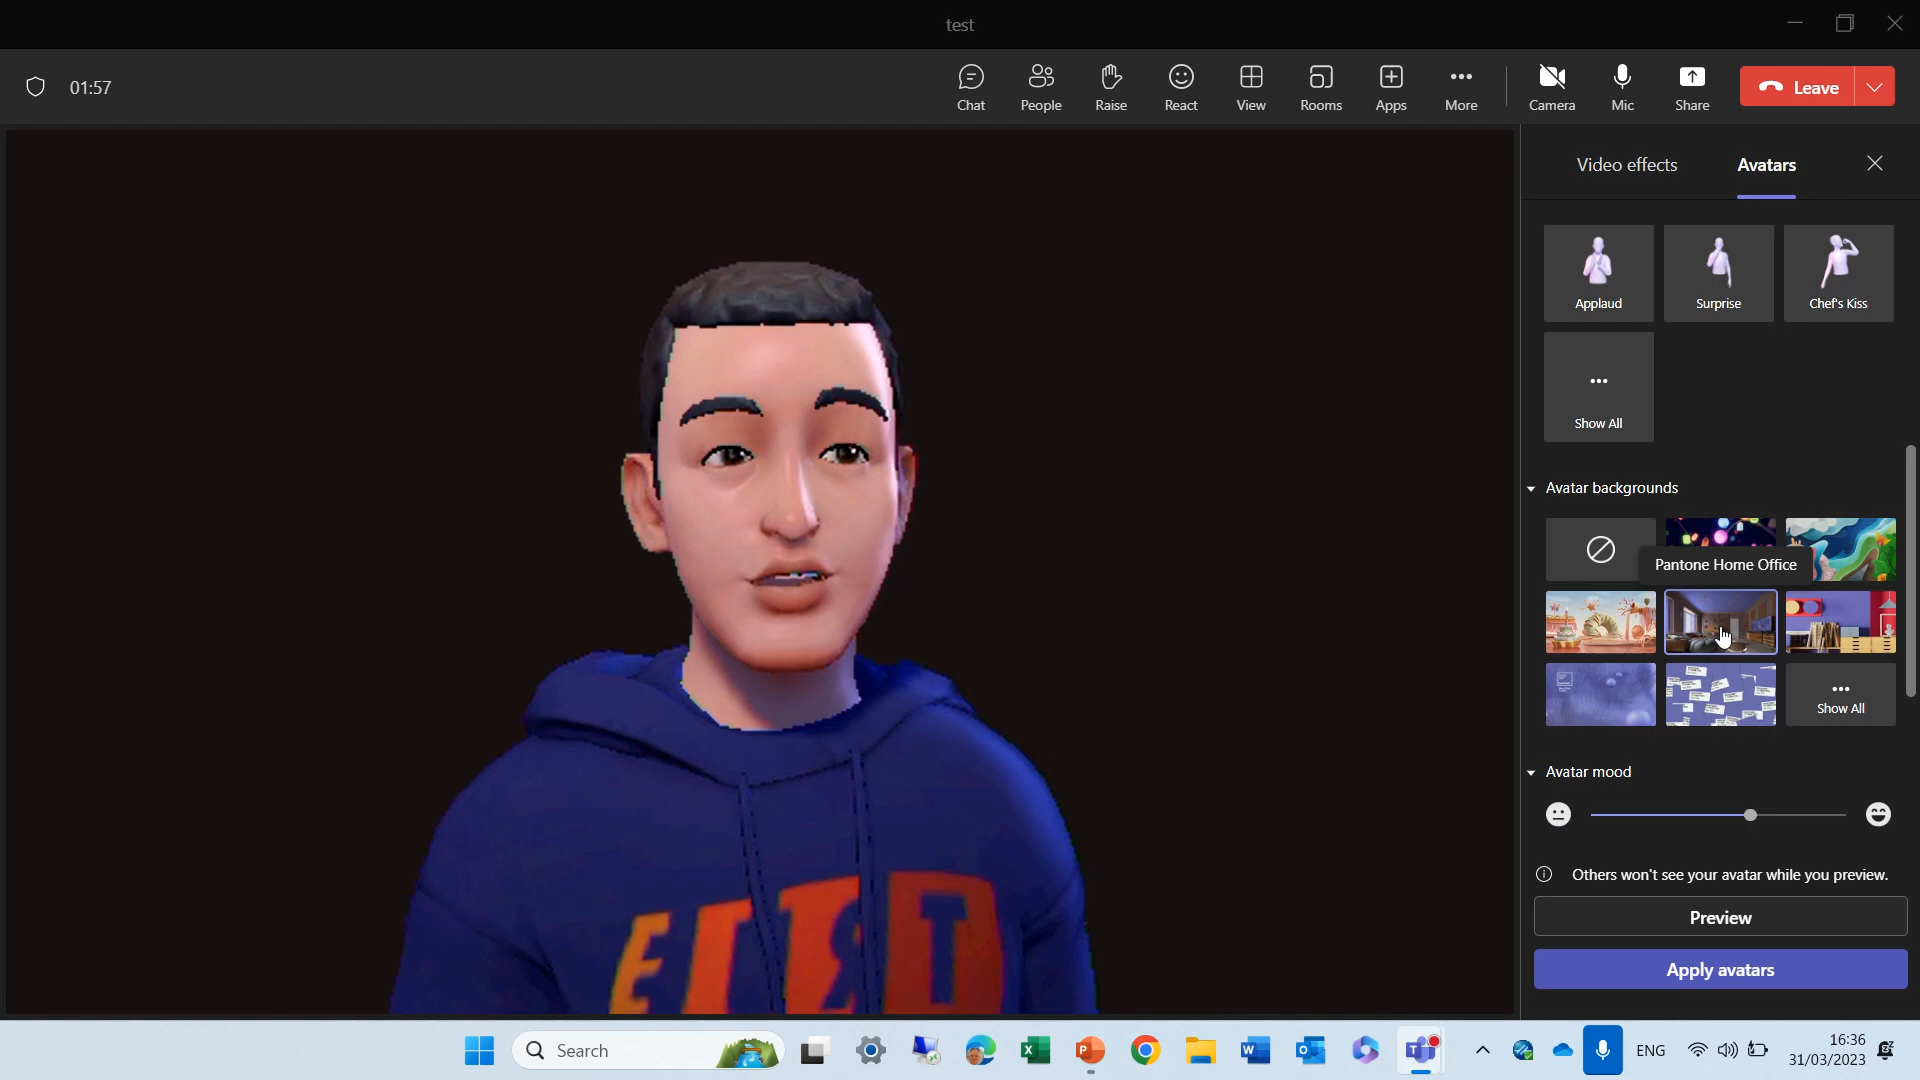 test
01:57
Chat
People
Raise
React
View
Rooms
Apps
More
Camera
Mic
Share
Leave
Video effects
Avatars
Applaud
Surprise
Chef's Kiss
Show All
Avatar backgrounds
Pantone Home Office
Show All
Avatar mood
Others won't see your avatar while you preview.
Preview
Apply avatars
Search
ENG
16:36
31/03/2023